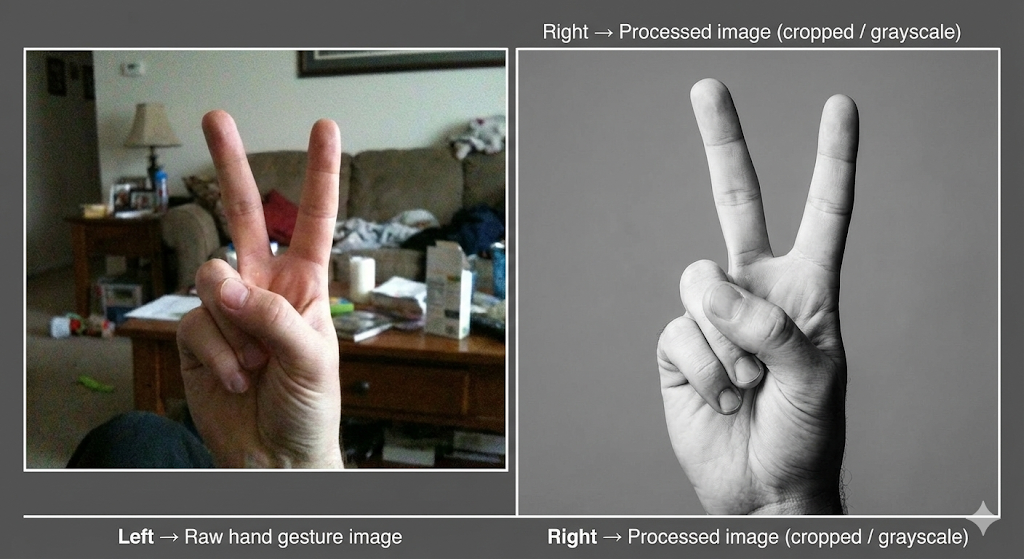 Right → Processed image (cropped / grayscale)
Left → Raw hand gesture image
Right → Processed image (cropped / grayscale)